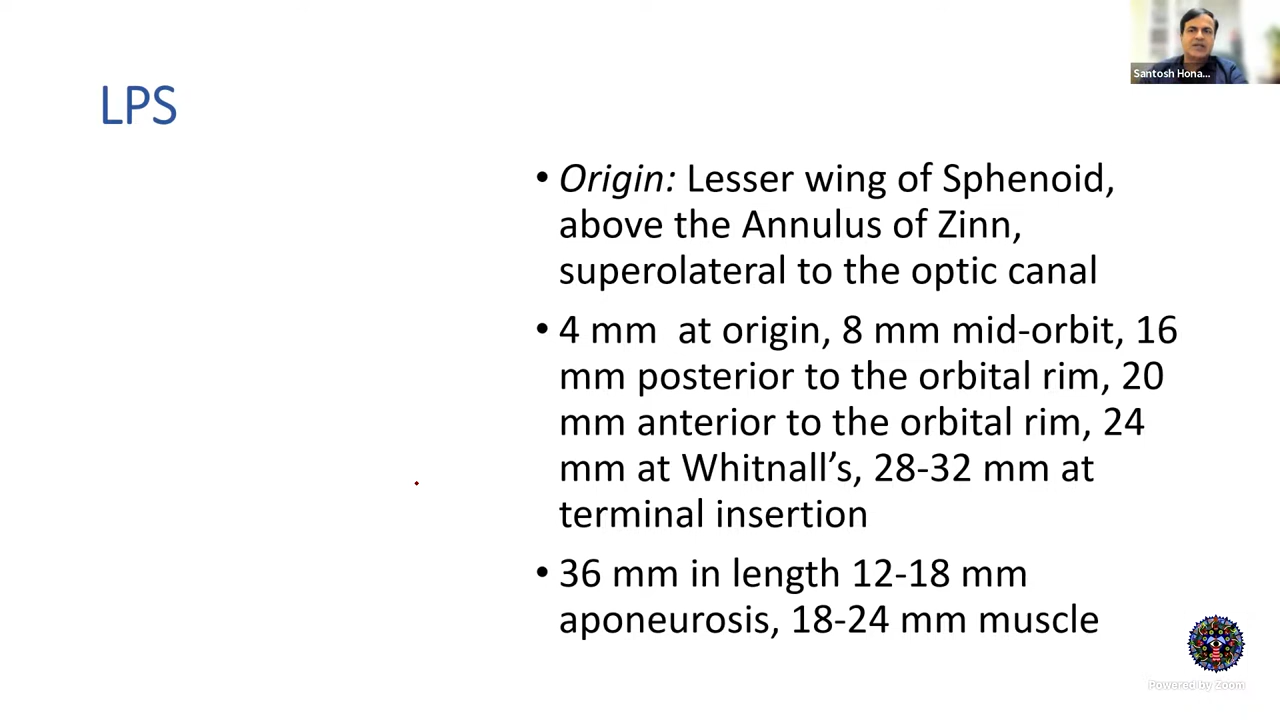 Santosh Hona...
LPS
• Origin: Lesser wing of Sphenoid,
above the Annulus of Zinn,
superolateral to the optic canal
• 4 mm  at origin, 8 mm mid-orbit, 16
mm posterior to the orbital rim, 20
mm anterior to the orbital rim, 24
mm at Whitnall’s, 28-32 mm at
terminal insertion
• 36 mm in length 12-18 mm
aponeurosis, 18-24 mm muscle
Powered by Zoom